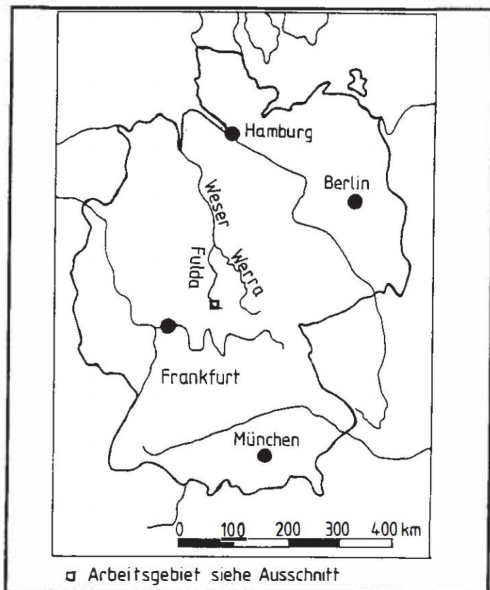 Hamburg
Berlin
Weser
Werra
Fulda
Frankfurt
München
0 100 200 300 400 km
Arbeitsgebiet siehe Ausschnitt